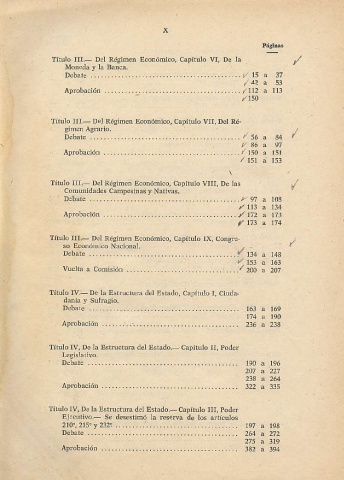 X
Páginas
Título III.— Del Régimen Económico, Capítulo VI, De la
Moneda y la Banca.
Debate ........ 15 a 37
42 a 53
Aprobación ........ 112 a 113
150
Título III.— Del Régimen Económico, Capítulo VII, Del Ré-
gimen Agrario.
Debate ........ 56 a 84
86 a 97
Aprobación ........ 150 a 151
151 a 153
Título III.— Del Régimen Económico, Capítulo VIII, De las
Comunidades Campesinas y Nativas.
Debate ........ 97 a 108
113 a 134
Aprobación ........ 172 a 173
173 a 174
Título III.— Del Régimen Económico, Capítulo IX, Congre-
so Económico Nacional.
Debate ........ 134 a 148
153 a 163
Vuelta a Comisión ........ 200 a 207
Título IV.— De la Estructura del Estado, Capítulo I, Ciuda-
danía y Sufragio.
Debate ........ 163 a 169
174 a 190
Aprobación ........ 236 a 238
Título IV, De la Estructura del Estado.— Capítulo II, Poder
Legislativo.
Debate ........ 190 a 196
207 a 227
238 a 264
Aprobación ........ 322 a 335
Título IV, De la Estructura del Estado.— Capítulo III, Poder
Ejecutivo.— Se desestimó la reserva de los artículos
210º, 215º y 232º ........ 197 a 198
Debate ........ 264 a 272
275 a 319
Aprobación ........ 382 a 394